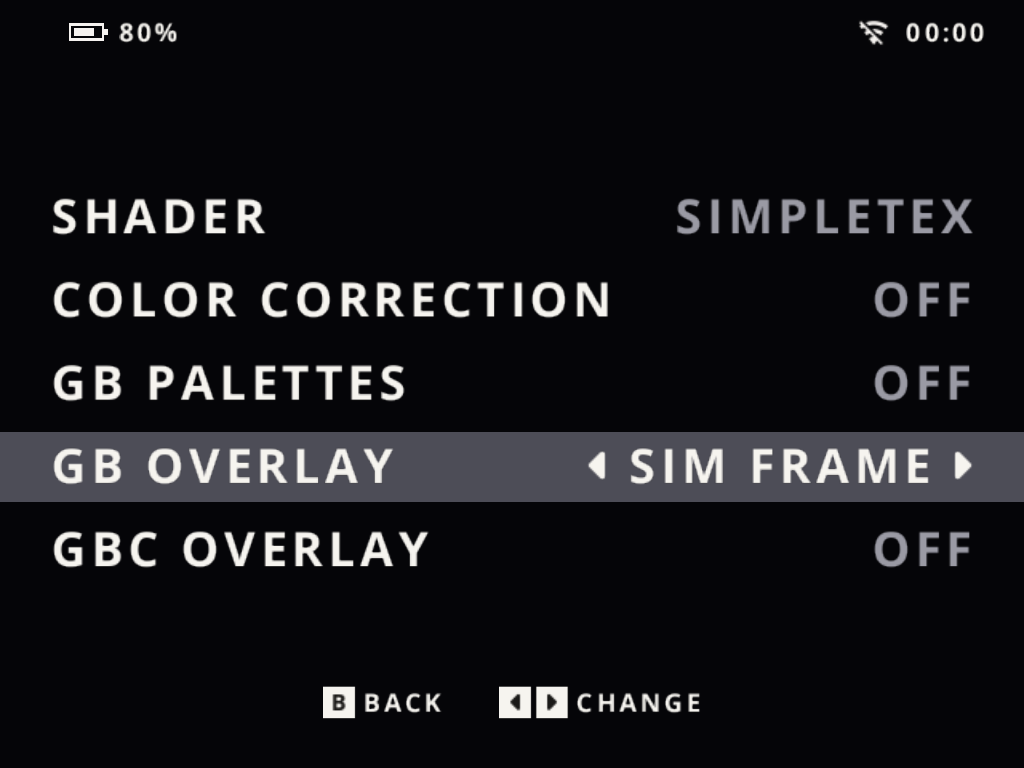 80% 00:00
SHADER SIMPLETEX
COLOR CORRECTION OFF
GB PALETTES OFF
GB OVERLAY SIM FRAME
GBC OVERLAY OFF
B BACK CHANGE